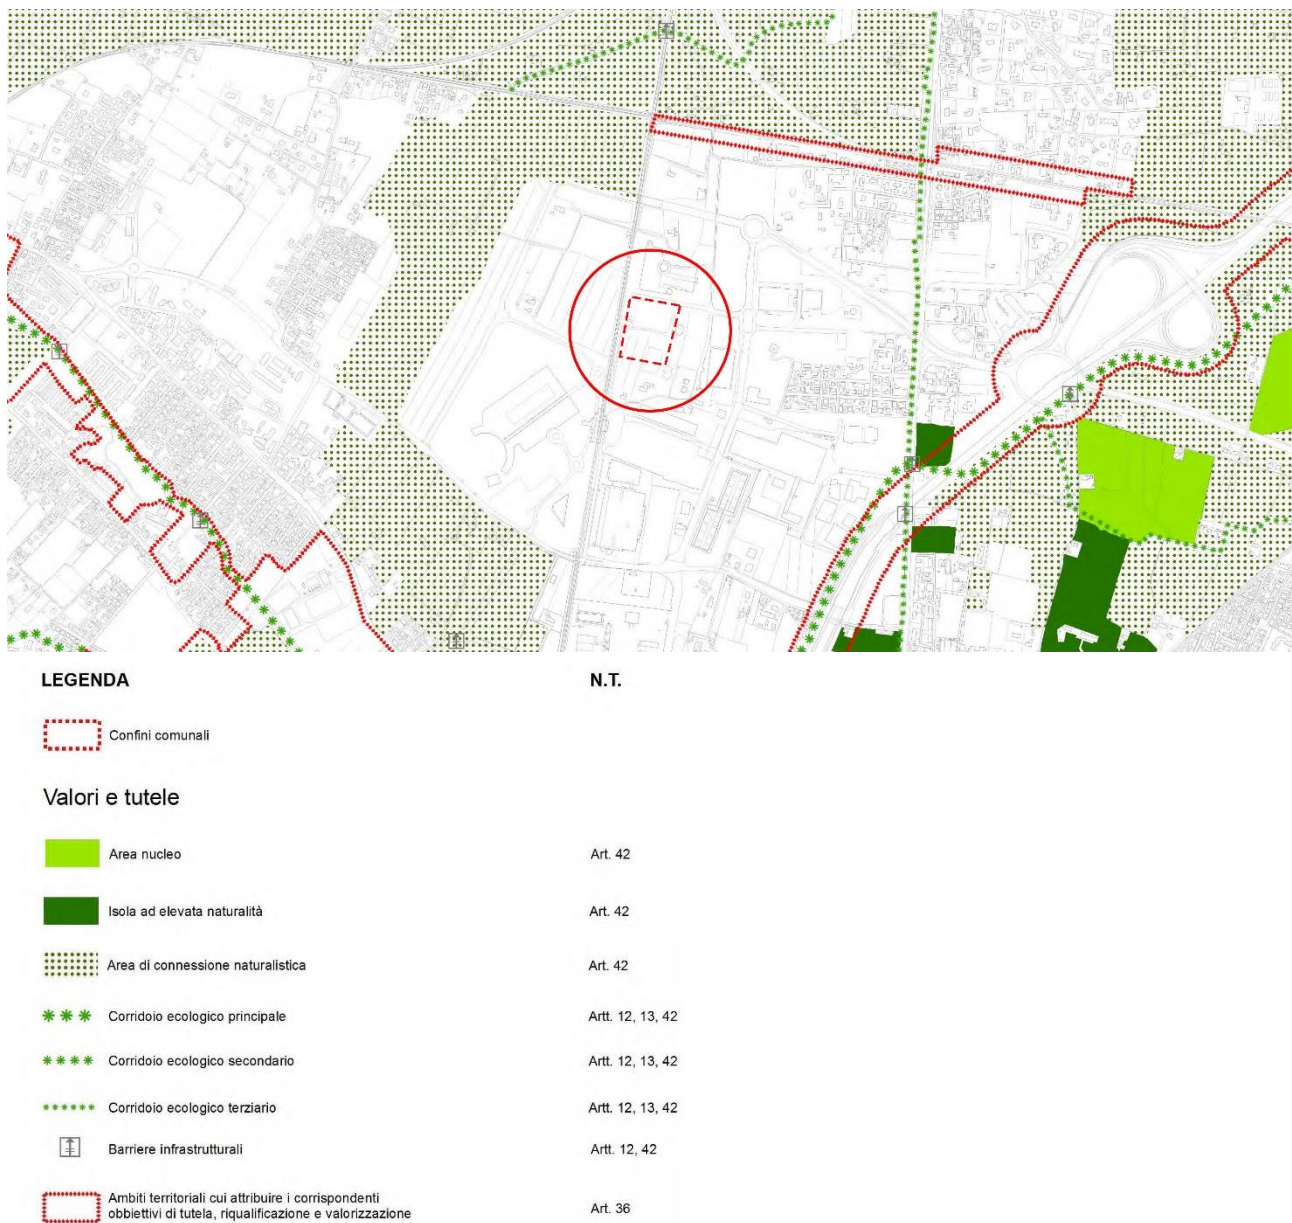 LEGENDA N.T.
Confini comunali
Valori e tutele
Area nucleo Art. 42
Isola ad elevata naturalità Art. 42
Area di connessione naturalistica Art. 42
Corridoio ecologico principale Artt. 12, 13, 42
Corridoio ecologico secondario Artt. 12, 13, 42
Corridoio ecologico terziario Artt. 12, 13, 42
Barriere infrastrutturali Artt. 12, 42
Ambiti territoriali cui attribuire i corrispondenti
obbiettivi di tutela, riqualificazione e valorizzazione Art. 36